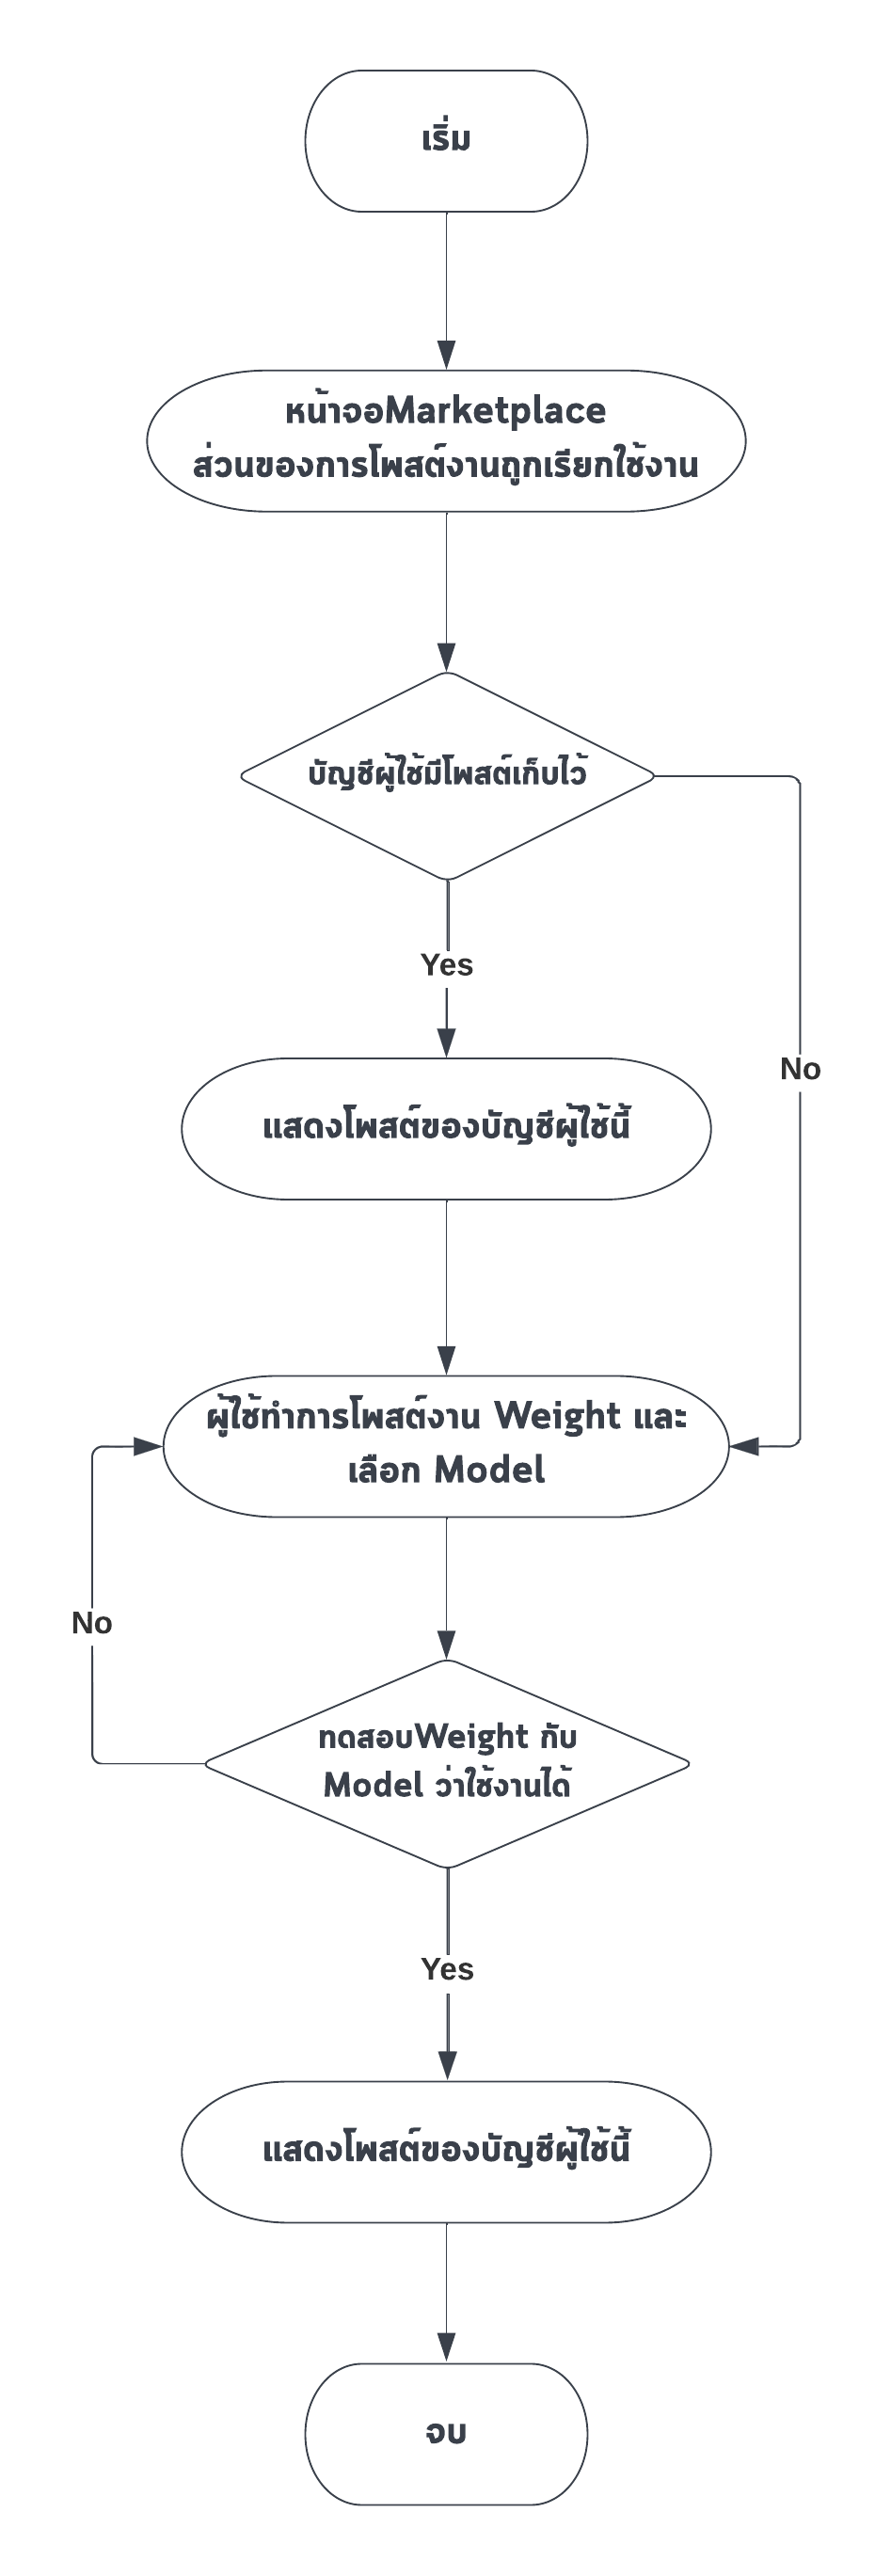 เริ่ม
หน้าจอMarketplace
ส่วนของการโพสต์งานถูกเรียกใช้งาน
บัญชีผู้ใช้มีโพสต์เก็บไว้
Yes
No
แสดงโพสต์ของบัญชีผู้ใช้นี้
ผู้ใช้ทำการโพสต์งาน Weight และ
เลือก Model
No
ทดสอบWeight กับ
Model ว่าใช้งานได้
Yes
แสดงโพสต์ของบัญชีผู้ใช้นี้
จบ